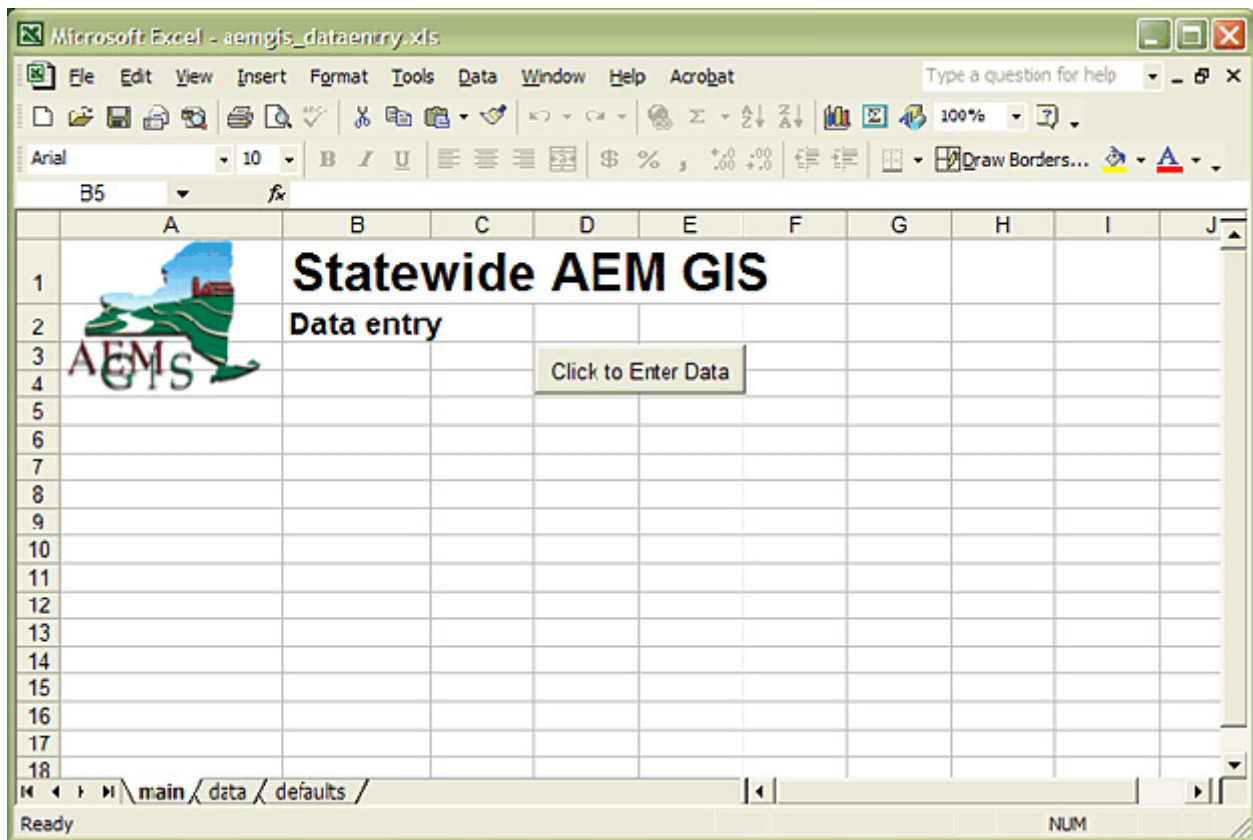 Microsoft Excel - aemgis_dataentry.xls
File Edit View Insert Format Tools Data Window Help Acrobat Type a question for help
100%
Arial 10 B I U $ % , Draw Borders... A
B5 fx
A B C D E F G H I J
1 Statewide AEM GIS
2 Data entry
AEM GIS
3
Click to Enter Data
4
5
6
7
8
9
10
11
12
13
14
15
16
17
18
main data defaults
Ready NUM